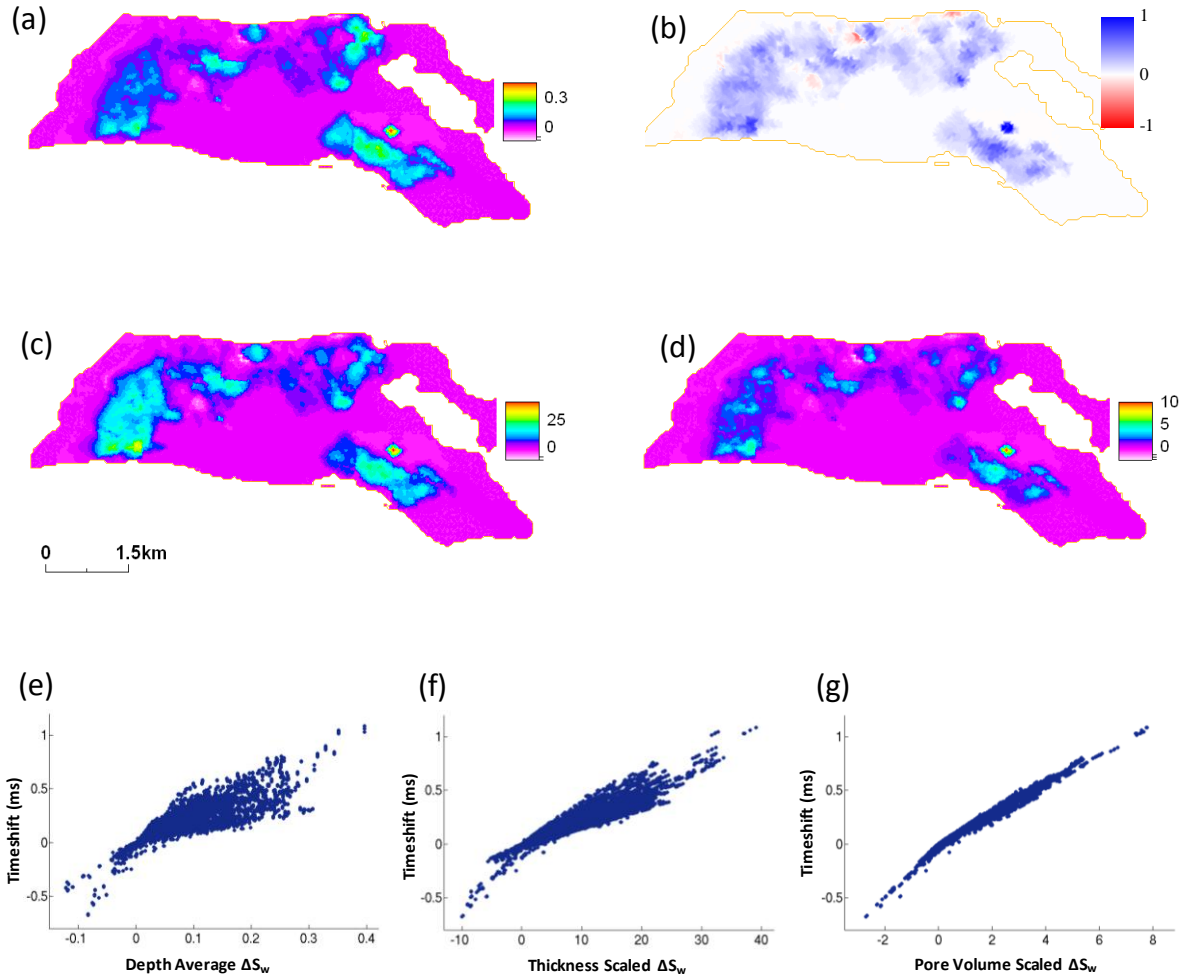 (a)
0.3
0
(b)
1
0
-1
(c)
25
0
(d)
10
5
0
0 1.5km
(e)
Timeshift (ms)
1
0.5
0
-0.5
-0.1 0 0.1 0.2 0.3 0.4
Depth Average ΔSw
(f)
Timeshift (ms)
1
0.5
0
-0.5
-10 0 10 20 30 40
Thickness Scaled ΔSw
(g)
Timeshift (ms)
1
0.5
0
-0.5
-2 0 2 4 6 8
Pore Volume Scaled ΔSw